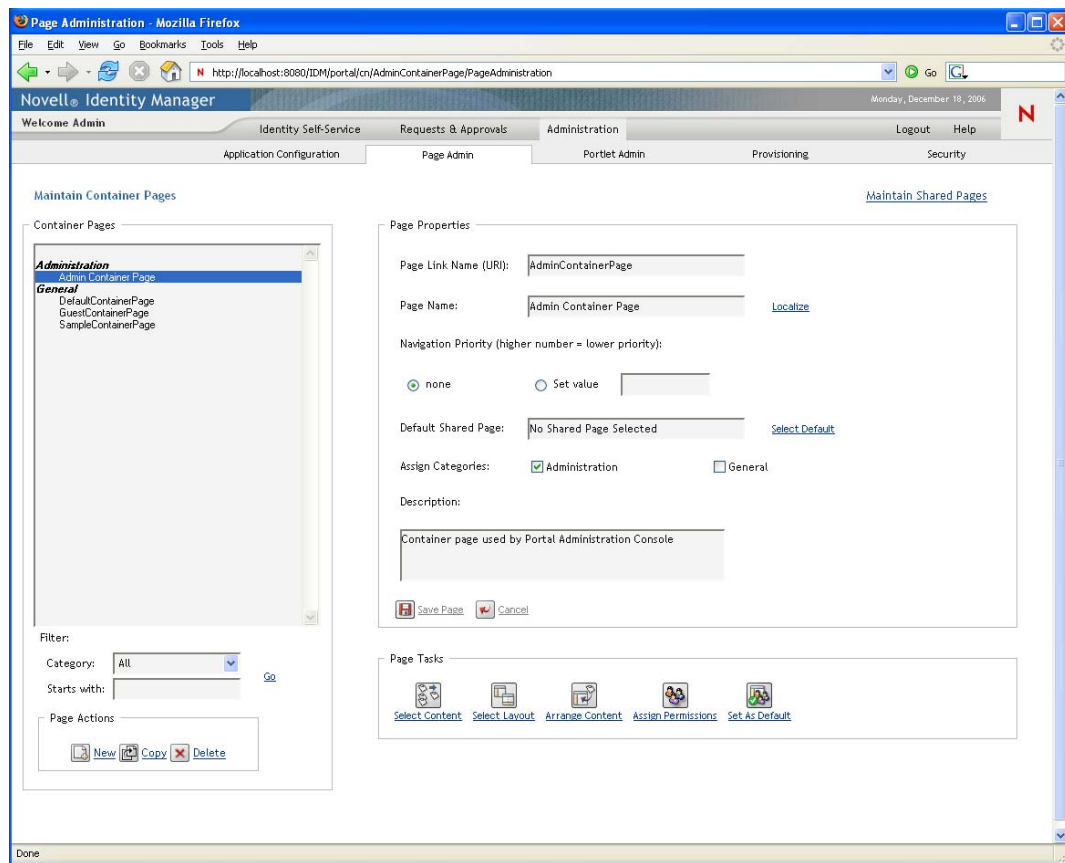 Page Administration - Mozilla Firefox
File Edit View Go Bookmarks Tools Help
N http://localhost:8080/IDM/portal/cn/AdminContainerPage/PageAdministration Go G
Novell® Identity Manager Monday, December 18, 2006
N
Welcome Admin Identity Self-Service Requests & Approvals Administration Logout Help
Application Configuration Page Admin Portlet Admin Provisioning Security
Maintain Container Pages Maintain Shared Pages
Container Pages
Administration
Admin Container Page
General
DefaultContainerPage
GuestContainerPage
SampleContainerPage
Filter:
Category: All
Go
Starts with:
Page Actions
New Copy Delete
Page Properties
Page Link Name (URI): AdminContainerPage
Page Name: Admin Container Page Localize
Navigation Priority (higher number = lower priority):
none Set value
Default Shared Page: No Shared Page Selected Select Default
Assign Categories: Administration General
Description:
Container page used by Portal Administration Console
Save Page Cancel
Page Tasks
Select Content Select Layout Arrange Content Assign Permissions Set As Default
Done